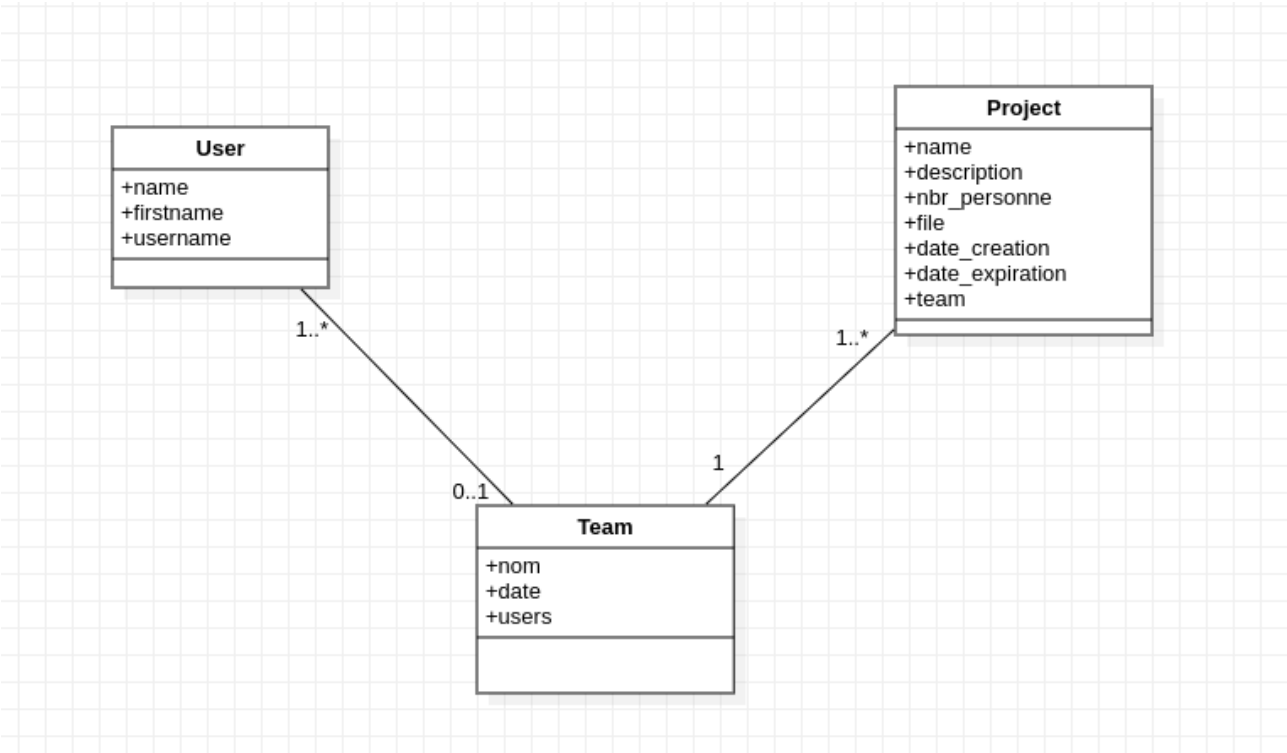 User
+name
+firstname
+username
1..*
0..1
Project
+name
+description
+nbr_personne
+file
+date_creation
+date_expiration
+team
1..*
1
Team
+nom
+date
+users